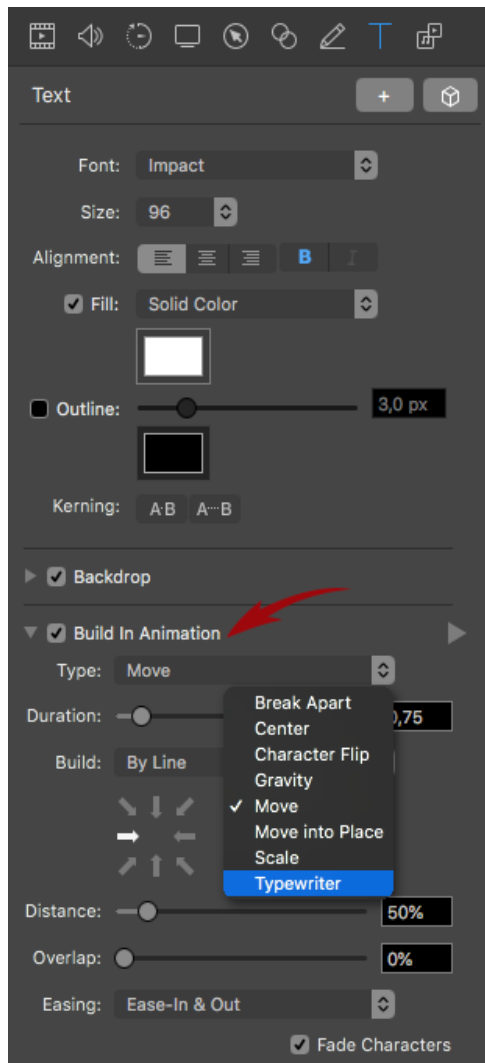 Text +
Font: Impact
Size: 96
Alignment: B I
Fill: Solid Color
Outline: 3,0 px
Kerning: A·B A····B
Backdrop
Build In Animation
Type: Move
Break Apart
Duration: ,75
Center
Build: By Line
Character Flip
Gravity
✓ Move
Move into Place
Scale
Typewriter
Distance: 50%
Overlap: 0%
Easing: Ease-In & Out
Fade Characters